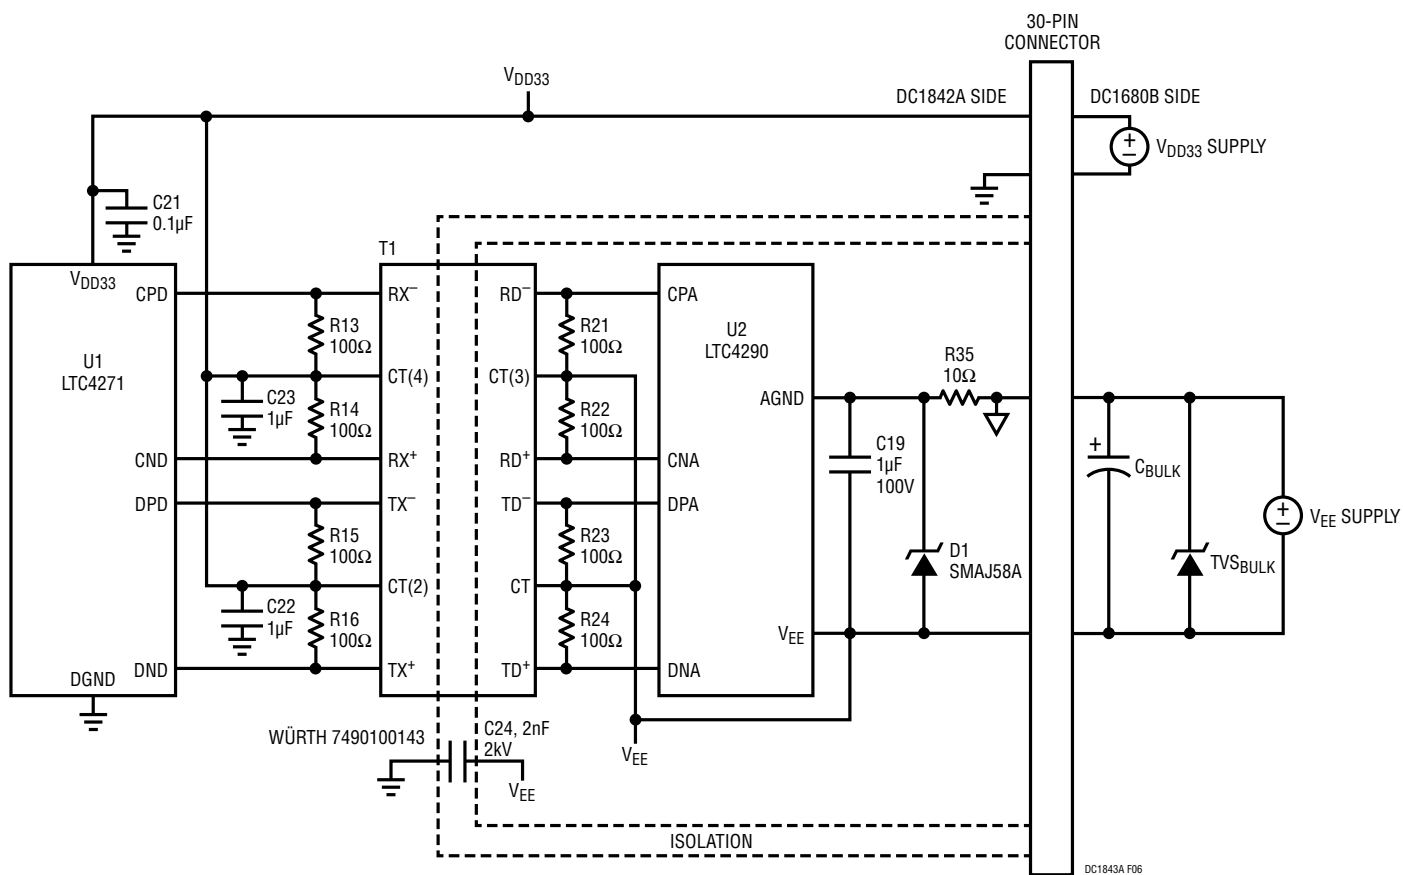 30-PIN
CONNECTOR
VDD33
DC1842A SIDE
DC1680B SIDE
+
–
VDD33 SUPPLY
C21
0.1µF
T1
VDD33
CPD
RX–
RD–
CPA
R13
100Ω
R21
100Ω
U2
LTC4290
U1
LTC4271
R35
10Ω
CT(4)
CT(3)
C23
1µF
R14
100Ω
R22
100Ω
AGND
C19
1µF
100V
+
CBULK
CND
RX+
RD+
CNA
DPD
TX–
TD–
DPA
+
–
VEE SUPPLY
R15
100Ω
R23
100Ω
D1
SMAJ58A
TVSBULK
CT(2)
CT
C22
1µF
R16
100Ω
R24
100Ω
VEE
DGND
DND
TX+
TD+
DNA
WÜRTH 7490100143
C24, 2nF
2kV
VEE
VEE
ISOLATION
DC1843A F06